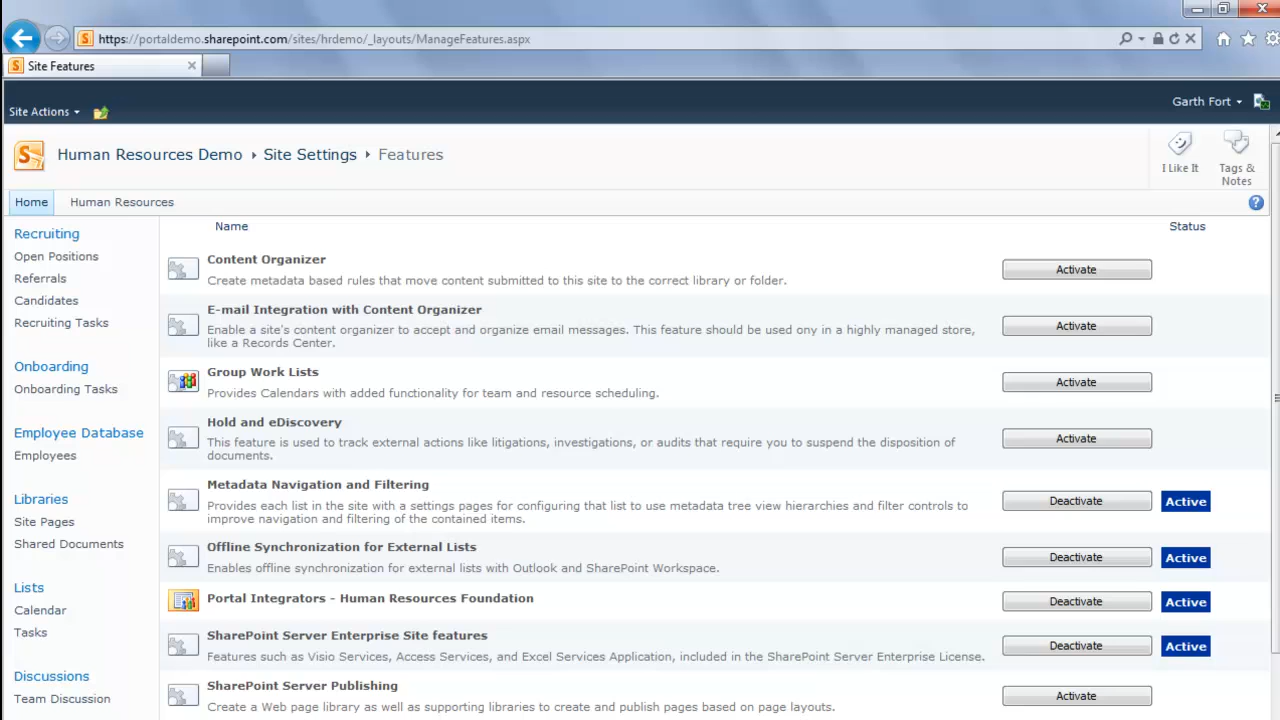 https://portaldemo.sharepoint.com/sites/hrdemo/_layouts/ManageFeatures.aspx
Site Features
Site Actions
Garth Fort
Human Resources Demo
Site Settings
Features
I Like It
Tags &
Notes
Home
Human Resources
Recruiting
Open Positions
Referrals
Candidates
Recruiting Tasks
Onboarding
Onboarding Tasks
Employee Database
Employees
Libraries
Site Pages
Shared Documents
Lists
Calendar
Tasks
Discussions
Team Discussion
Name
Status
Content Organizer
Create metadata based rules that move content submitted to this site to the correct library or folder.
Activate
E-mail Integration with Content Organizer
Enable a site's content organizer to accept and organize email messages. This feature should be used ony in a highly managed store,
like a Records Center.
Activate
Group Work Lists
Provides Calendars with added functionality for team and resource scheduling.
Activate
Hold and eDiscovery
This feature is used to track external actions like litigations, investigations, or audits that require you to suspend the disposition of
documents.
Activate
Metadata Navigation and Filtering
Provides each list in the site with a settings pages for configuring that list to use metadata tree view hierarchies and filter controls to
improve navigation and filtering of the contained items.
Deactivate
Active
Offline Synchronization for External Lists
Enables offline synchronization for external lists with Outlook and SharePoint Workspace.
Deactivate
Active
Portal Integrators - Human Resources Foundation
Deactivate
Active
SharePoint Server Enterprise Site features
Features such as Visio Services, Access Services, and Excel Services Application, included in the SharePoint Server Enterprise License.
Deactivate
Active
SharePoint Server Publishing
Create a Web page library as well as supporting libraries to create and publish pages based on page layouts.
Activate